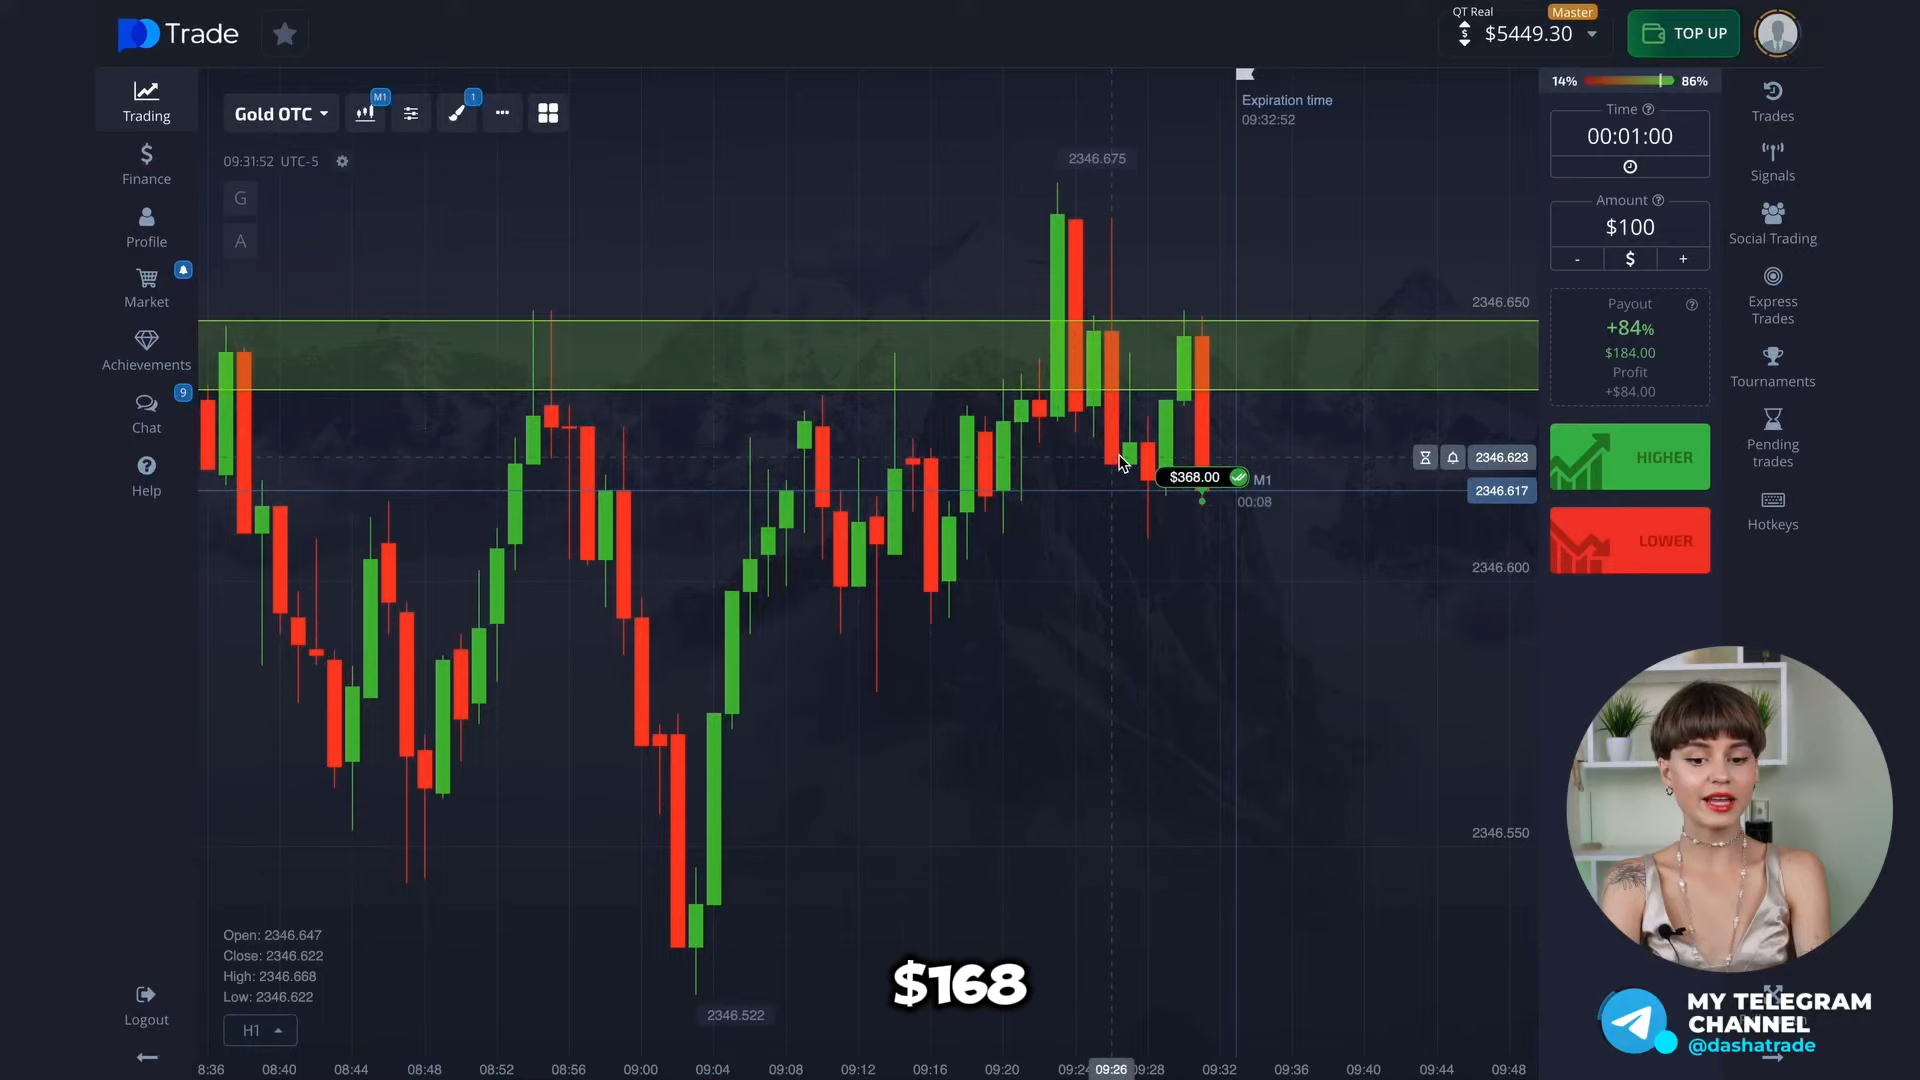 Trade
QT Real
Master
$5449.30
TOP UP
Trading
Finance
Profile
Market
Achievements
9
Chat
Help
Logout
Gold OTC
M1
1
09:31:52 UTC-5
G
A
Expiration time
09:32:52
2346.675
2346.650
2346.623
2346.617
2346.600
2346.550
2346.522
$368.00
M1
00:08
Open: 2346.647
Close: 2346.622
High: 2346.668
Low: 2346.622
H1
8:36
08:40
08:44
08:48
08:52
08:56
09:00
09:04
09:08
09:12
09:16
09:20
09:24
09:26
09:28
09:32
09:36
09:40
09:44
09:48
14%
86%
Time
00:01:00
Amount
$100
-
$
+
Payout
+84%
$184.00
Profit
+$84.00
HIGHER
LOWER
Trades
Signals
Social Trading
Express
Trades
Tournaments
Pending
trades
Hotkeys
$168
MY TELEGRAM
CHANNEL
@dashatrade